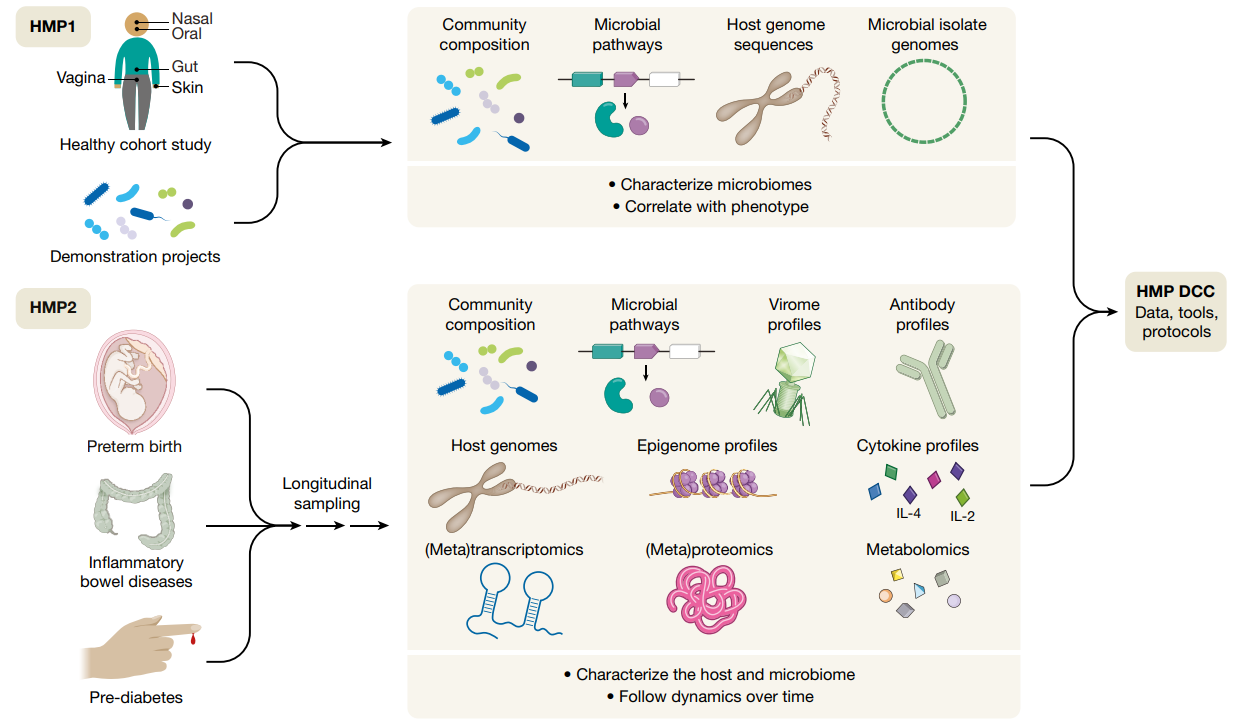 HMP1
Nasal
Oral
Gut
Vagina
Skin
Healthy cohort study
Demonstration projects
Community
composition
Microbial
pathways
Host genome
sequences
Microbial isolate
genomes
• Characterize microbiomes
• Correlate with phenotype
HMP2
Preterm birth
Inflammatory
bowel diseases
Pre-diabetes
Longitudinal
sampling
Community
composition
Microbial
pathways
Virome
profiles
Antibody
profiles
Host genomes
Epigenome profiles
Cytokine profiles
IL-4
IL-2
(Meta)transcriptomics
(Meta)proteomics
Metabolomics
• Characterize the host and microbiome
• Follow dynamics over time
HMP DCC
Data, tools,
protocols